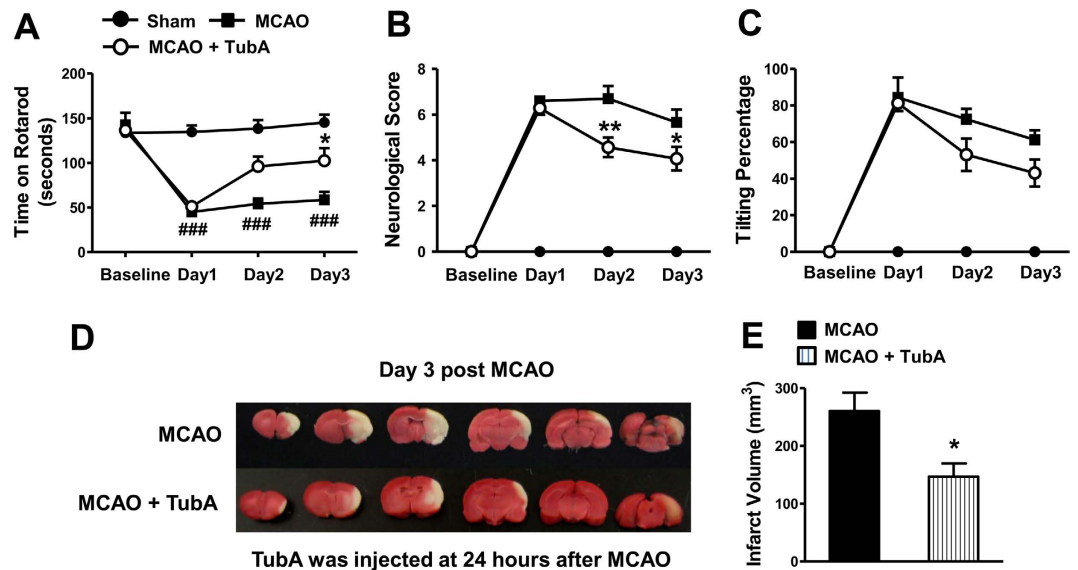 A
Sham
MCAO
MCAO + TubA
Time on Rotarod
(seconds)
200
150
100
50
0
*
###
###
###
Baseline
Day1
Day2
Day3
B
Neurological Score
8
6
4
2
0
**
*
Baseline
Day1
Day2
Day3
C
Tilting Percentage
100
80
60
40
20
0
Baseline
Day1
Day2
Day3
D
Day 3 post MCAO
MCAO
MCAO + TubA
TubA was injected at 24 hours after MCAO
E
MCAO
MCAO + TubA
Infarct Volume (mm³)
300
200
100
0
*